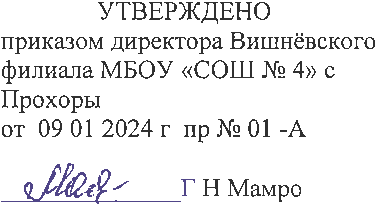 УТВЕРЖДЕНО
приказом директора Вишнёвского
филиала МБОУ «СОШ № 4» с
Прохоры
от 09 01 2024 г пр № 01 -А
Г Н Мамро